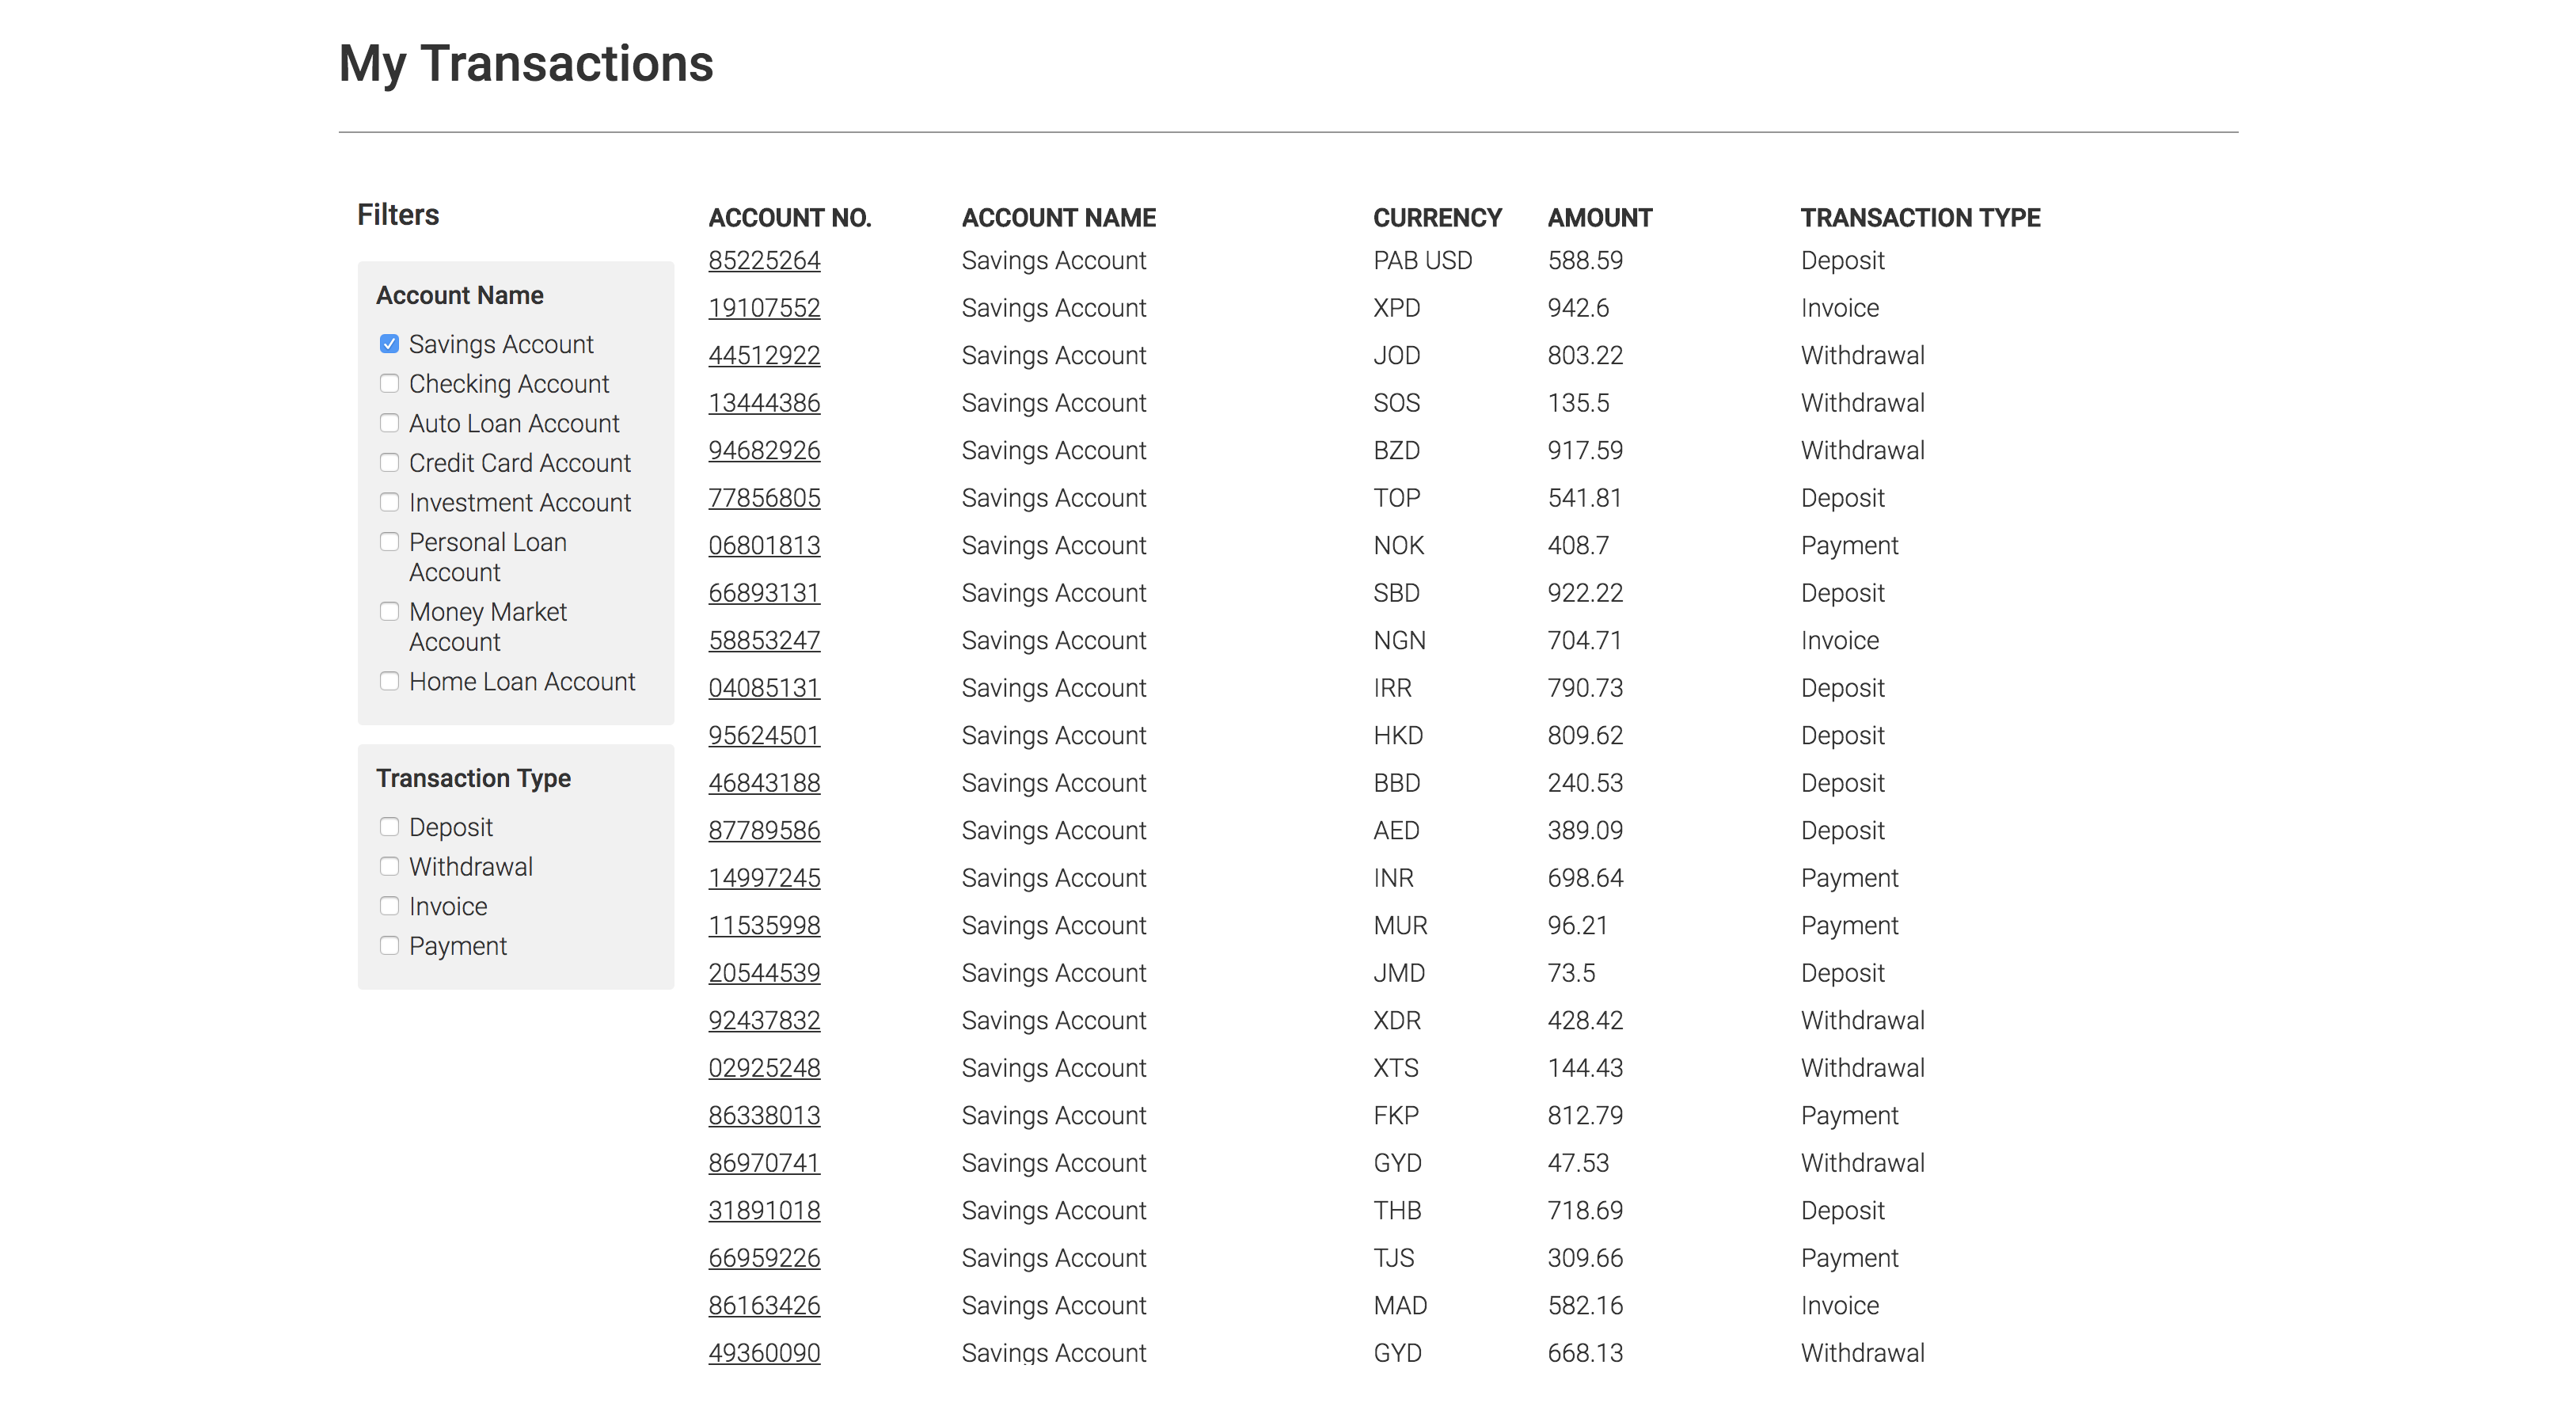 My Transactions
Filters
Account Name
Savings Account
Checking Account
Auto Loan Account
Credit Card Account
Investment Account
Personal Loan
Account
Money Market
Account
Home Loan Account
Transaction Type
Deposit
Withdrawal
Invoice
Payment
ACCOUNT NO. ACCOUNT NAME CURRENCY AMOUNT TRANSACTION TYPE
85225264 Savings Account PAB USD 588.59 Deposit
19107552 Savings Account XPD 942.6 Invoice
44512922 Savings Account JOD 803.22 Withdrawal
13444386 Savings Account SOS 135.5 Withdrawal
94682926 Savings Account BZD 917.59 Withdrawal
77856805 Savings Account TOP 541.81 Deposit
06801813 Savings Account NOK 408.7 Payment
66893131 Savings Account SBD 922.22 Deposit
58853247 Savings Account NGN 704.71 Invoice
04085131 Savings Account IRR 790.73 Deposit
95624501 Savings Account HKD 809.62 Deposit
46843188 Savings Account BBD 240.53 Deposit
87789586 Savings Account AED 389.09 Deposit
14997245 Savings Account INR 698.64 Payment
11535998 Savings Account MUR 96.21 Payment
20544539 Savings Account JMD 73.5 Deposit
92437832 Savings Account XDR 428.42 Withdrawal
02925248 Savings Account XTS 144.43 Withdrawal
86338013 Savings Account FKP 812.79 Payment
86970741 Savings Account GYD 47.53 Withdrawal
31891018 Savings Account THB 718.69 Deposit
66959226 Savings Account TJS 309.66 Payment
86163426 Savings Account MAD 582.16 Invoice
49360090 Savings Account GYD 668.13 Withdrawal